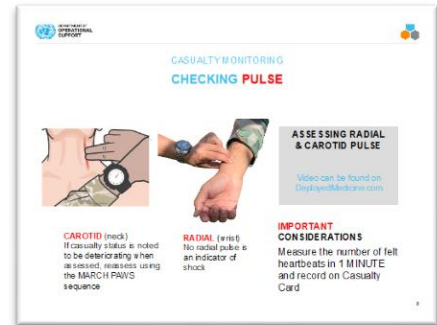 DEPARTMENT OF
OPERATIONAL
SUPPORT
CASUALTY MONITORING
CHECKING PULSE
ASSESSING RADIAL
& CAROTID PULSE
Video can be found on
DeployedMedicine.com
CAROTID (neck)
If casualty status is noted
to be deteriorating when
assessed, reassess using
the MARCH PAWS
sequence
RADIAL (wrist)
No radial pulse is
an indicator of
shock
IMPORTANT
CONSIDERATIONS
Measure the number of felt
heartbeats in 1 MINUTE
and record on Casualty
Card